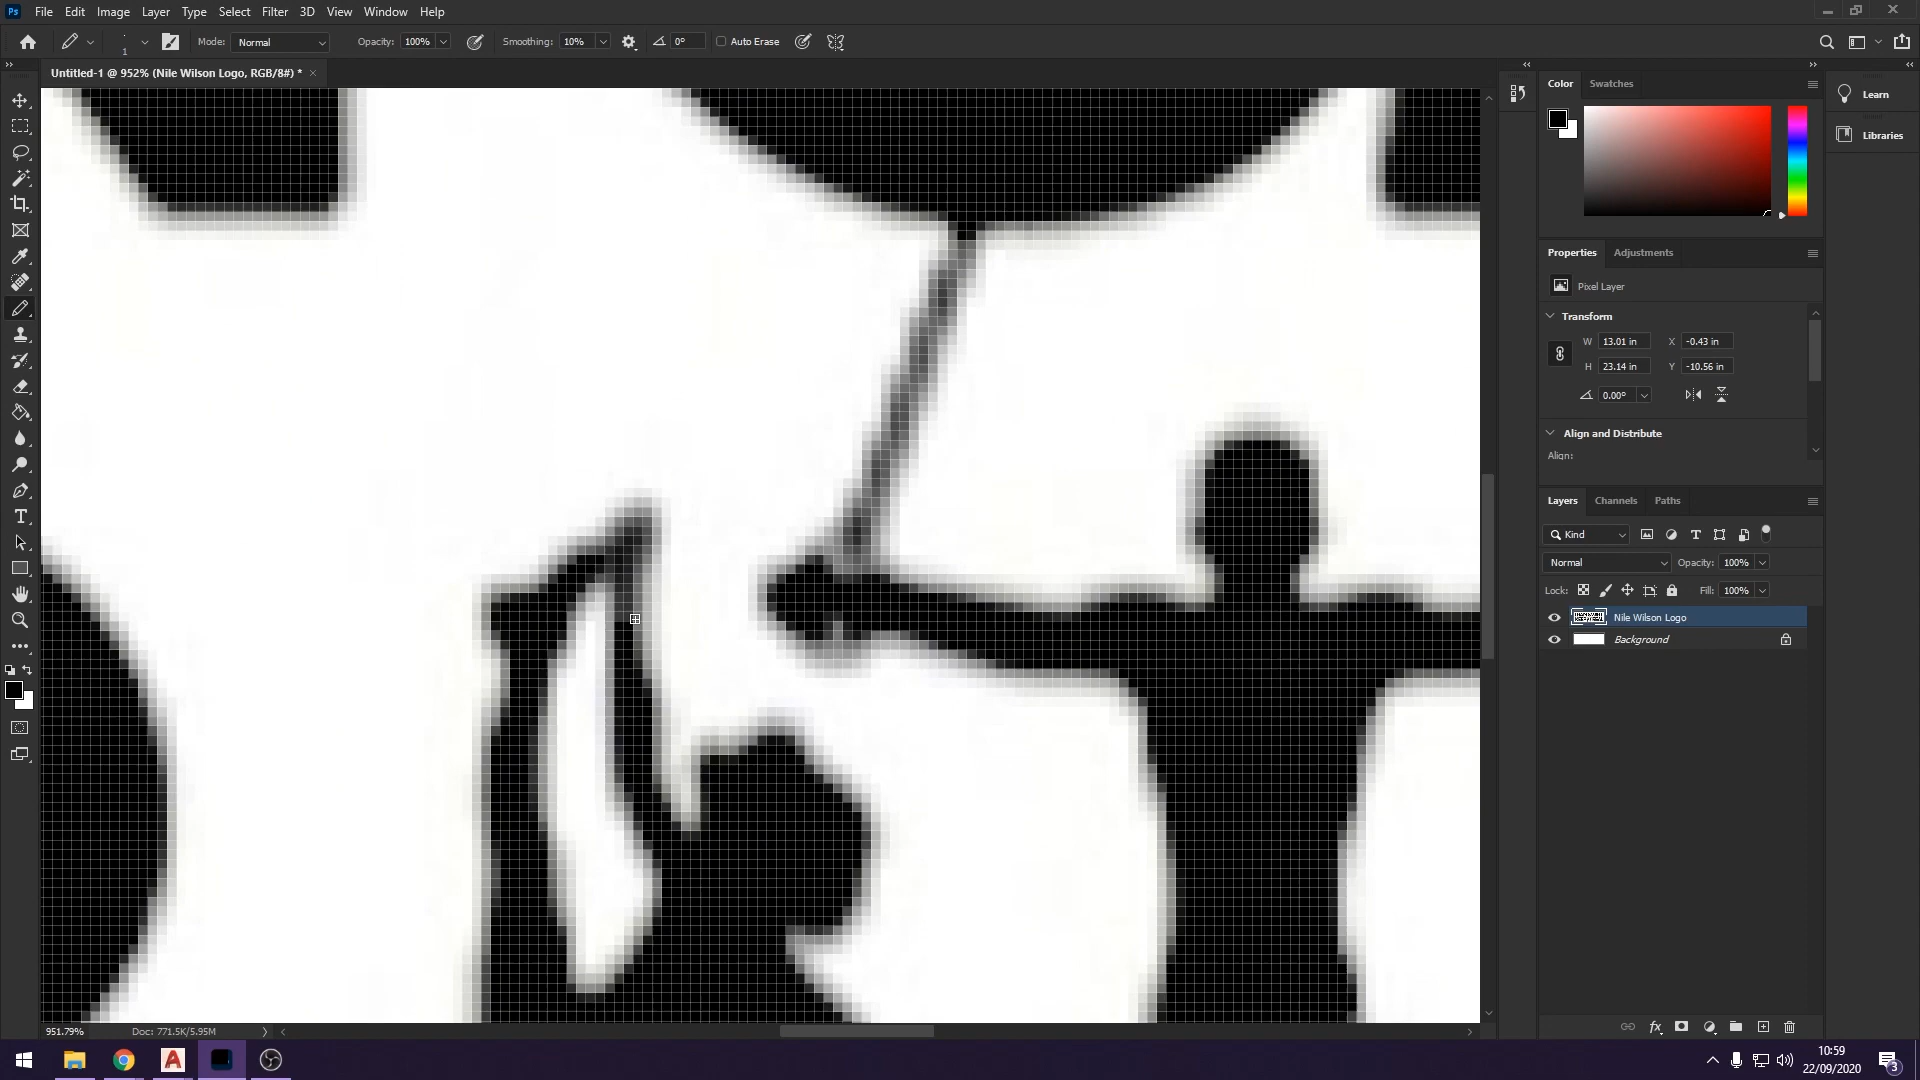 Ps File Edit Image Layer Type Select Filter 3D View Window Help
1 Mode: Normal Opacity: 100% Smoothing: 10% 0° Auto Erase
Untitled-1 @ 952% (Nile Wilson Logo, RGB/8#) * ×
Color Swatches
Learn
Libraries
Properties Adjustments
Pixel Layer
Transform
W 13.01 in X -0.43 in
H 23.14 in Y -10.56 in
0.00°
Align and Distribute
Align:
Layers Channels Paths
Kind
Normal Opacity: 100%
Lock: Fill: 100%
Nile Wilson Logo
Background
fx
951.79% Doc: 771.5K/5.95M
10:59
22/09/2020
3